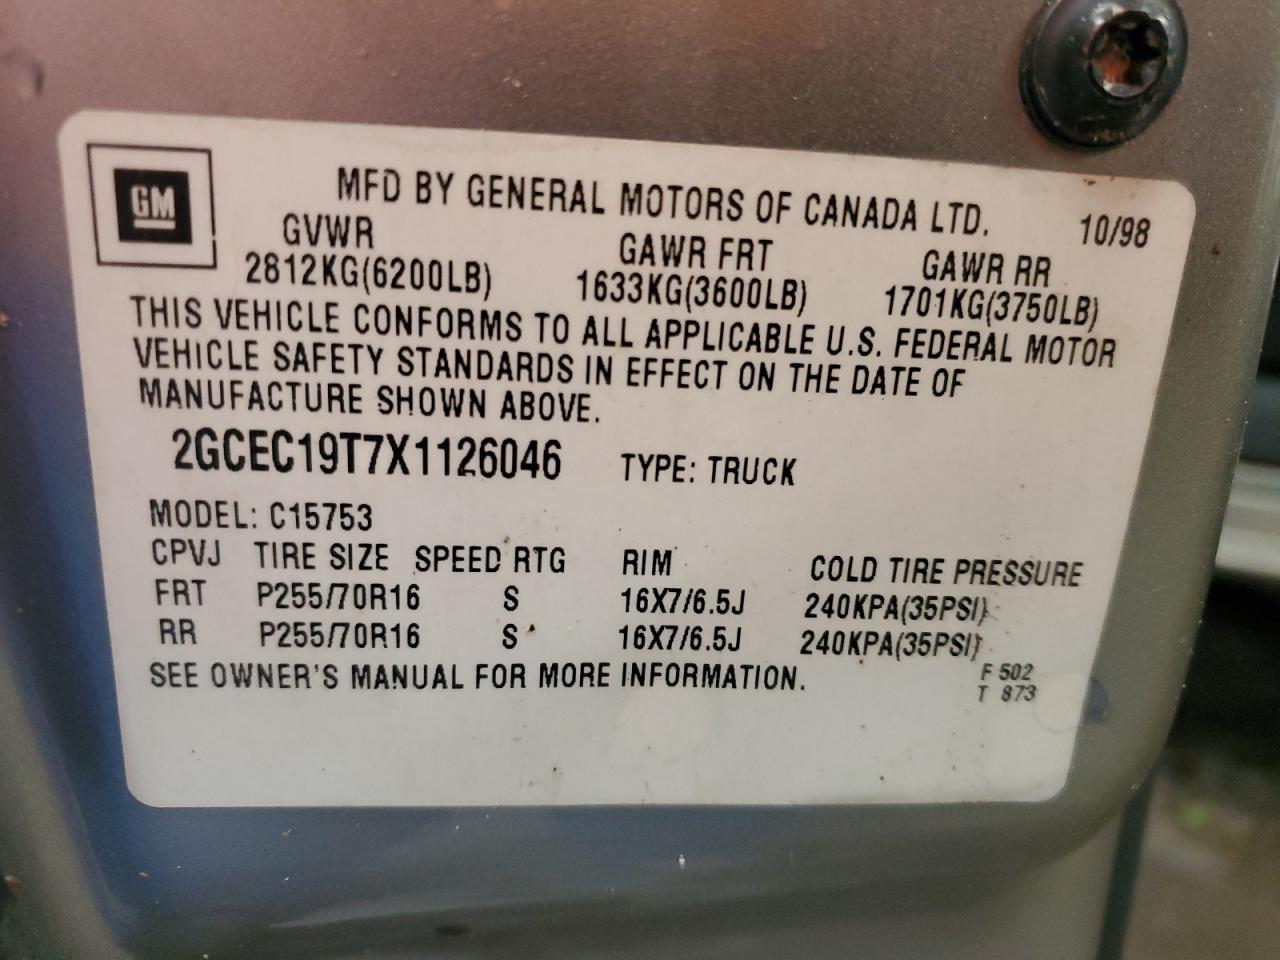 GM
MFD BY GENERAL MOTORS OF CANADA LTD. 10/98
GVWR GAWR FRT GAWR RR
2812KG(6200LB) 1633KG(3600LB) 1701KG(3750LB)
THIS VEHICLE CONFORMS TO ALL APPLICABLE U.S. FEDERAL MOTOR
VEHICLE SAFETY STANDARDS IN EFFECT ON THE DATE OF
MANUFACTURE SHOWN ABOVE.
2GCEC19T7X1126046 TYPE: TRUCK
MODEL: C15753
CPVJ TIRE SIZE SPEED RTG RIM COLD TIRE PRESSURE
FRT P255/70R16 S 16X7/6.5J 240KPA(35PSI)
RR P255/70R16 S 16X7/6.5J 240KPA(35PSI)
SEE OWNER'S MANUAL FOR MORE INFORMATION.
F 502
T 873